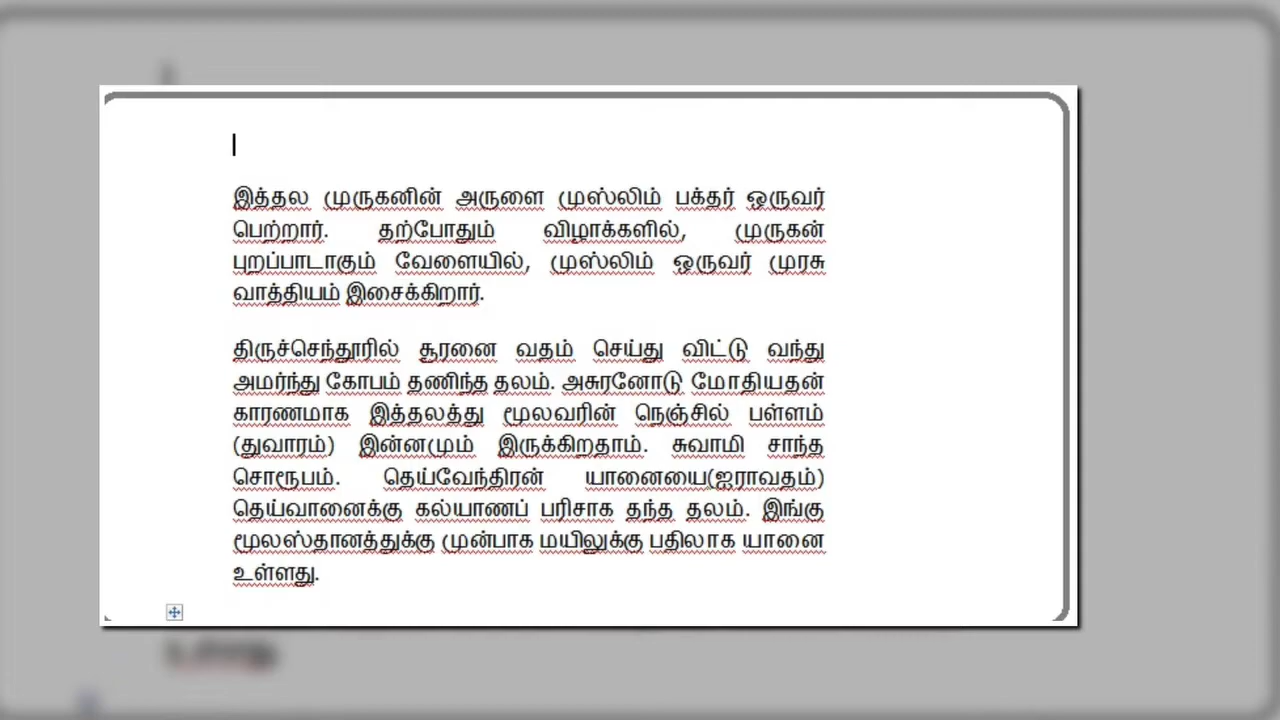 இத்தல முருகனின் அருளை முஸ்லிம் பக்தர் ஒருவர்
பெற்றார். தற்போதும் விழாக்களில், முருகன்
புறப்பாடாகும் வேளையில், முஸ்லிம் ஒருவர் முரசு
வாத்தியம் இசைக்கிறார்.
திருச்செந்தூரில் சூரனை வதம் செய்து விட்டு வந்து
அமர்ந்து கோபம் தணிந்த தலம். அசுரனோடு மோதியதன்
காரணமாக இத்தலத்து மூலவரின் நெஞ்சில் பள்ளம்
(துவாரம்) இன்னமும் இருக்கிறதாம். சுவாமி சாந்த
சொரூபம். தெய்வேந்திரன் யானையை(ஐராவதம்)
தெய்வானைக்கு கல்யாணப் பரிசாக தந்த தலம். இங்கு
மூலஸ்தானத்துக்கு முன்பாக மயிலுக்கு பதிலாக யானை
உள்ளது.